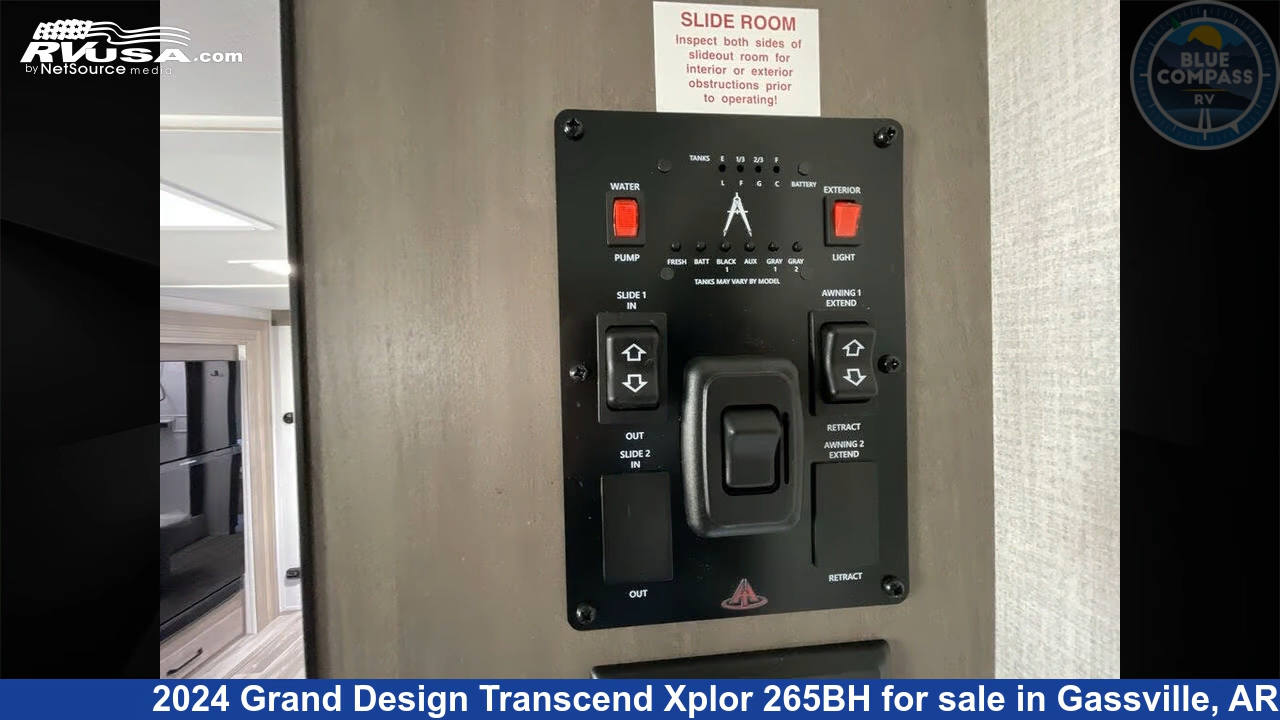 RVUSA.com
by NetSource media
BLUE
COMPASS
RV
SLIDE ROOM
Inspect both sides of
slideout room for
interior or exterior
obstructions prior
to operating!
TANKS E 1/3 2/3 F
L F G C BATTERY
WATER
PUMP
EXTERIOR
LIGHT
FRESH BATT BLACK 1 AUX GRAY 1 GRAY 2
TANKS MAY VARY BY MODEL
SLIDE 1
IN
OUT
AWNING 1
EXTEND
RETRACT
SLIDE 2
IN
OUT
AWNING 2
EXTEND
RETRACT
2024 Grand Design Transcend Xplor 265BH for sale in Gassville, AR